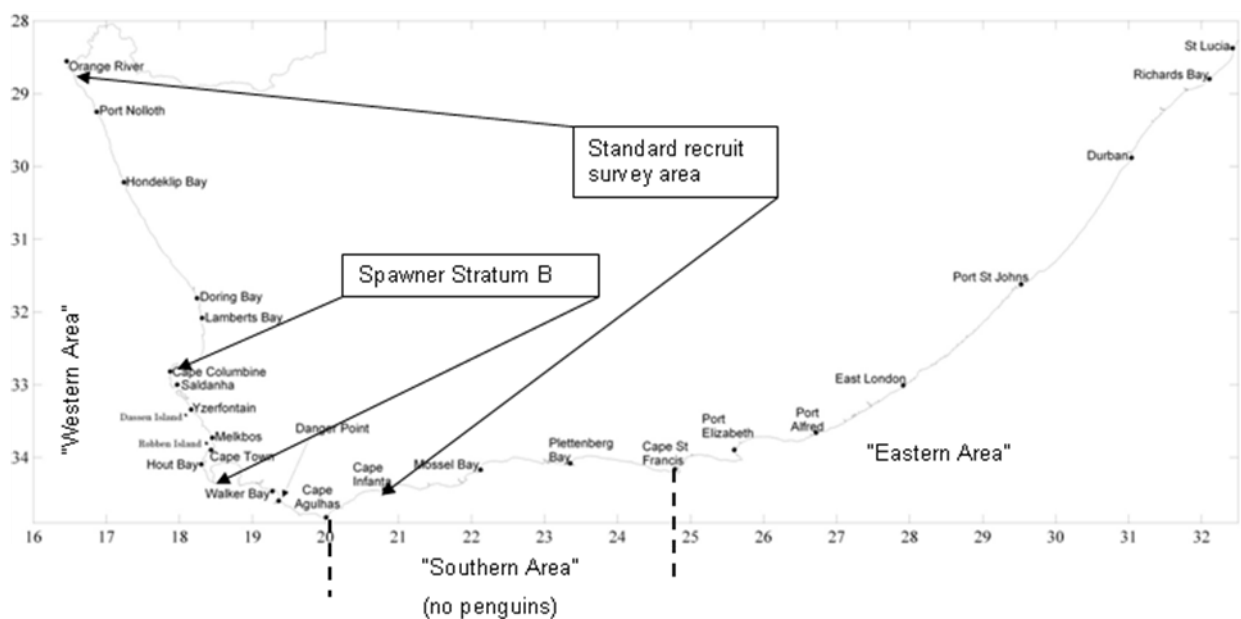 28
St Lucia
Orange River
Richards Bay
29
Port Nolloth
Standard recruit
survey area
Durban
30
Hondeklip Bay
31
Spawner Stratum B
Port St Johns
Doring Bay
32
Lamberts Bay
"Western Area"
Cape Columbine
East London
33
Saldanha
Dassen Island
Yzerfontain
Danger Point
Port
Elizabeth
Port
Alfred
Melkbos
Robben Island
Cape Town
Plettenberg
Bay
Cape St
Francis
"Eastern Area"
34
Hout Bay
Cape
Infanta
Mossel Bay
Walker Bay
Cape
Agulhas
16 17 18 19 20 21 22 23 24 25 26 27 28 29 30 31 32
"Southern Area"
(no penguins)